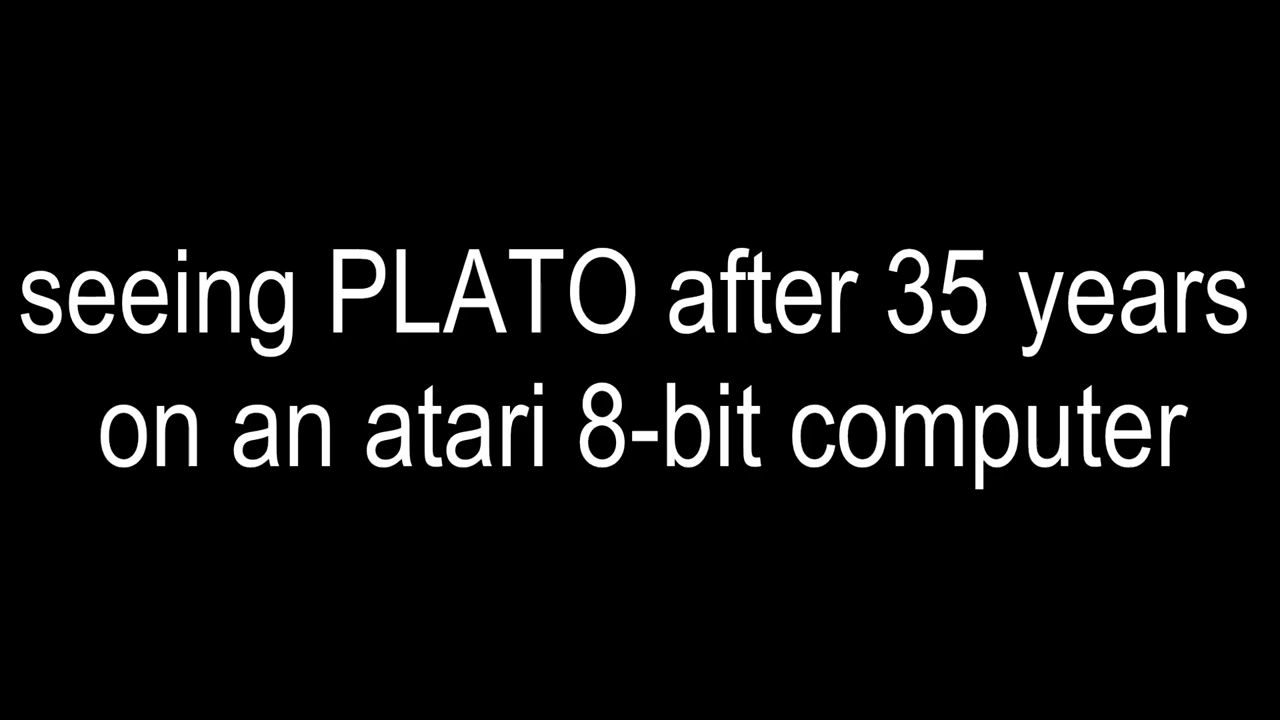 seeing PLATO after 35 years
on an atari 8-bit computer